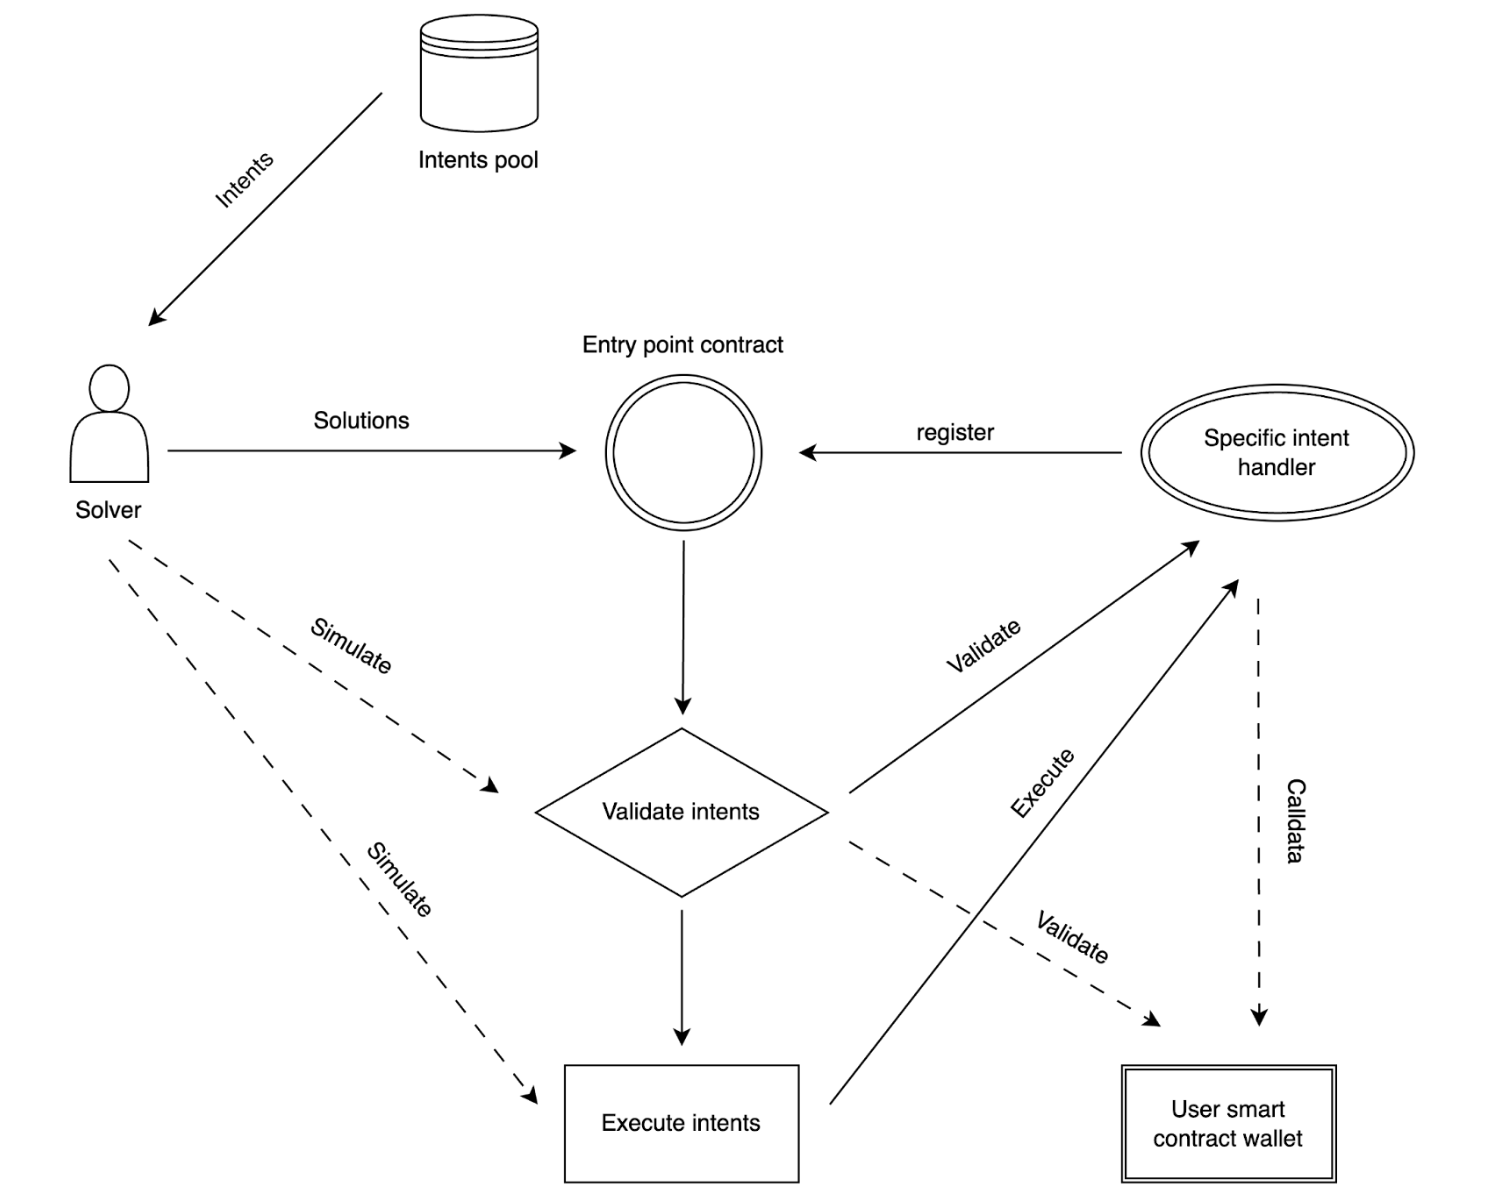 Intents pool
Intents
Entry point contract
Solutions
register
Specific intent
handler
Solver
Simulate
Validate
Execute
Validate intents
Calldata
Simulate
Validate
Execute intents
User smart
contract wallet